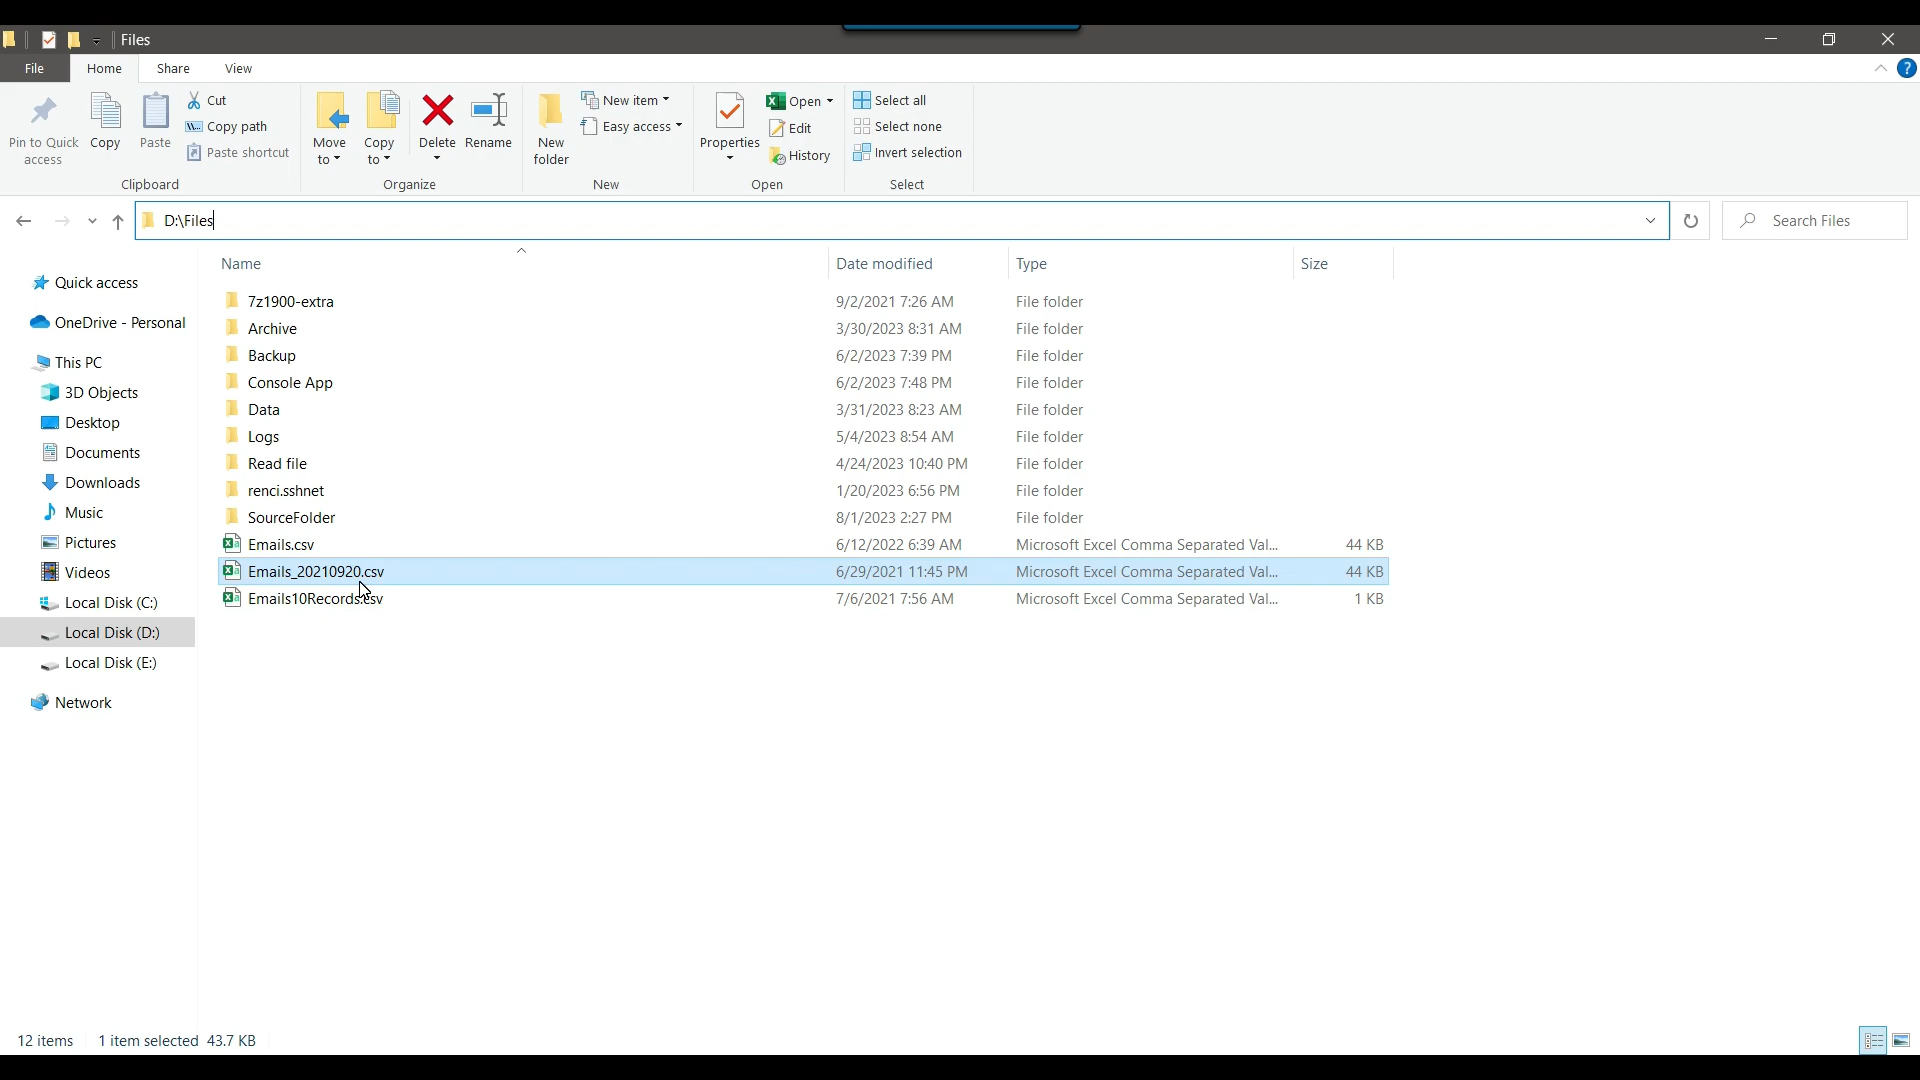 Files
File Home Share View
Pin to Quick access
Copy
Paste
Cut
Copy path
Paste shortcut
Clipboard
Move to
Copy to
Delete
Rename
Organize
New folder
New item
Easy access
New
Properties
Open
Edit
History
Open
Select all
Select none
Invert selection
Select
D:\Files
Search Files
Quick access
OneDrive - Personal
This PC
3D Objects
Desktop
Documents
Downloads
Music
Pictures
Videos
Local Disk (C:)
Local Disk (D:)
Local Disk (E:)
Network
Name Date modified Type Size
7z1900-extra 9/2/2021 7:26 AM File folder
Archive 3/30/2023 8:31 AM File folder
Backup 6/2/2023 7:39 PM File folder
Console App 6/2/2023 7:48 PM File folder
Data 3/31/2023 8:23 AM File folder
Logs 5/4/2023 8:54 AM File folder
Read file 4/24/2023 10:40 PM File folder
renci.sshnet 1/20/2023 6:56 PM File folder
SourceFolder 8/1/2023 2:27 PM File folder
Emails.csv 6/12/2022 6:39 AM Microsoft Excel Comma Separated Val... 44 KB
Emails_20210920.csv 6/29/2021 11:45 PM Microsoft Excel Comma Separated Val... 44 KB
Emails10Records.csv 7/6/2021 7:56 AM Microsoft Excel Comma Separated Val... 1 KB
12 items 1 item selected 43.7 KB